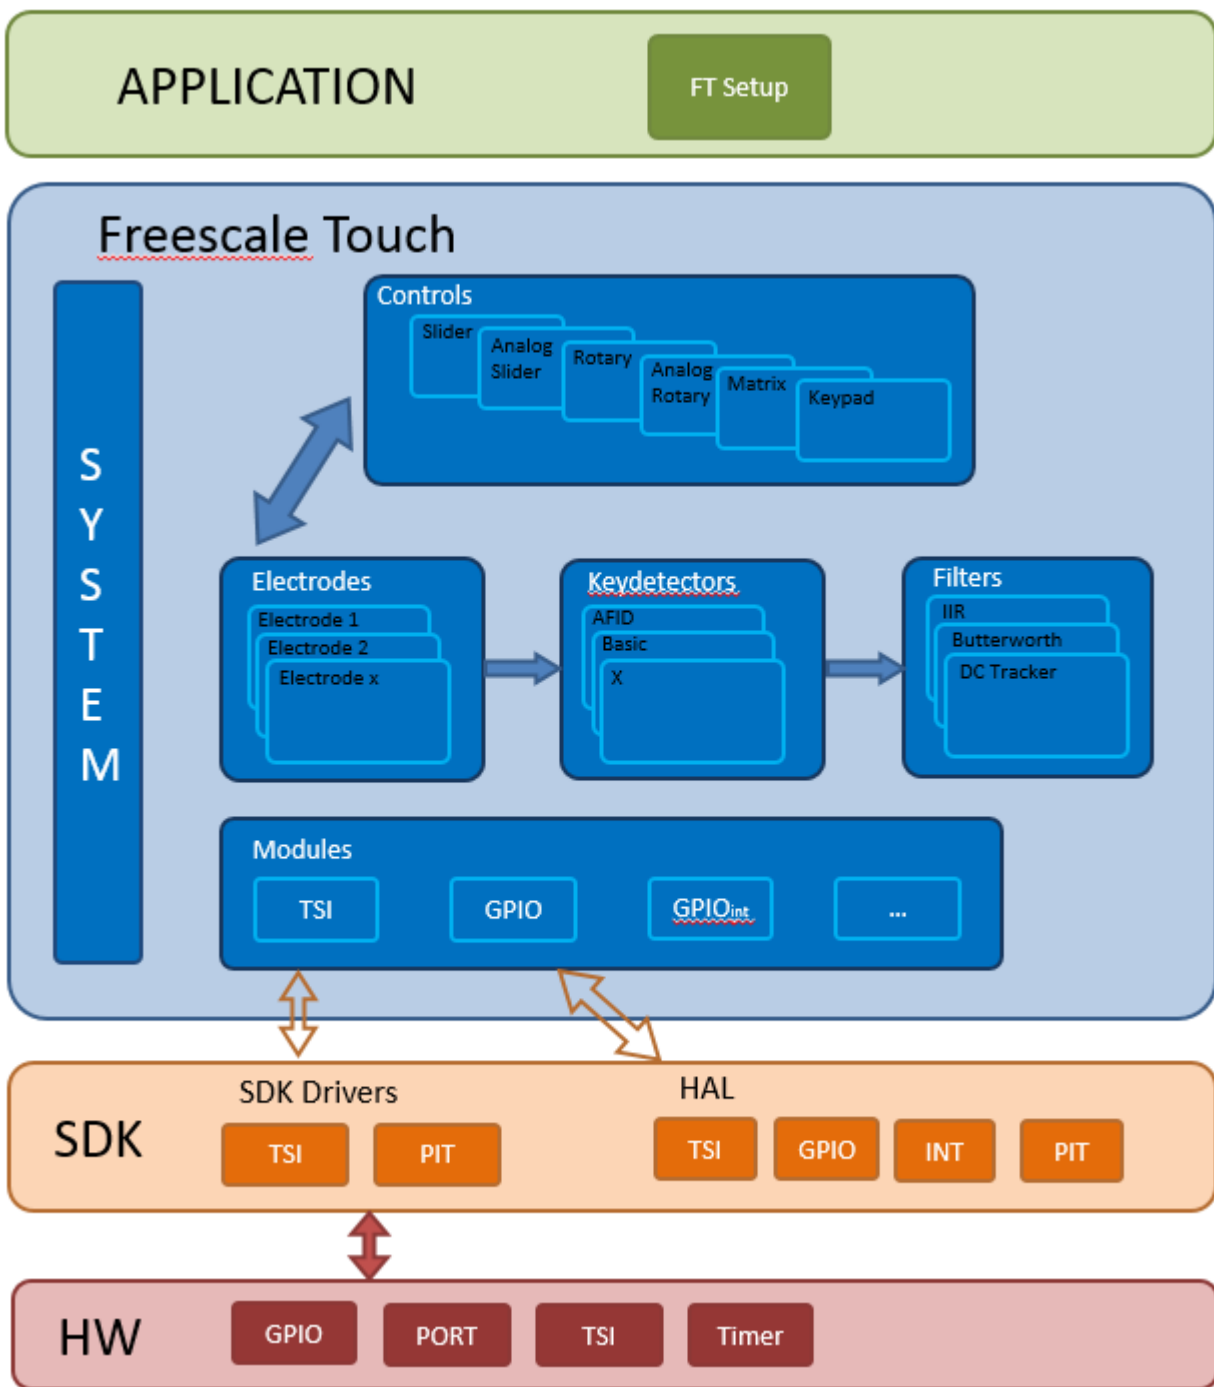 APPLICATION
FT Setup
Freescale Touch
S
Y
S
T
E
M
Controls
Slider
Analog
Slider
Rotary
Analog
Rotary
Matrix
Keypad
Electrodes
Electrode 1
Electrode 2
Electrode x
Keydetectors
AFID
Basic
X
Filters
IIR
Butterworth
DC Tracker
Modules
TSI
GPIO
GPIOint
...
SDK
SDK Drivers
TSI
PIT
HAL
TSI
GPIO
INT
PIT
HW
GPIO
PORT
TSI
Timer